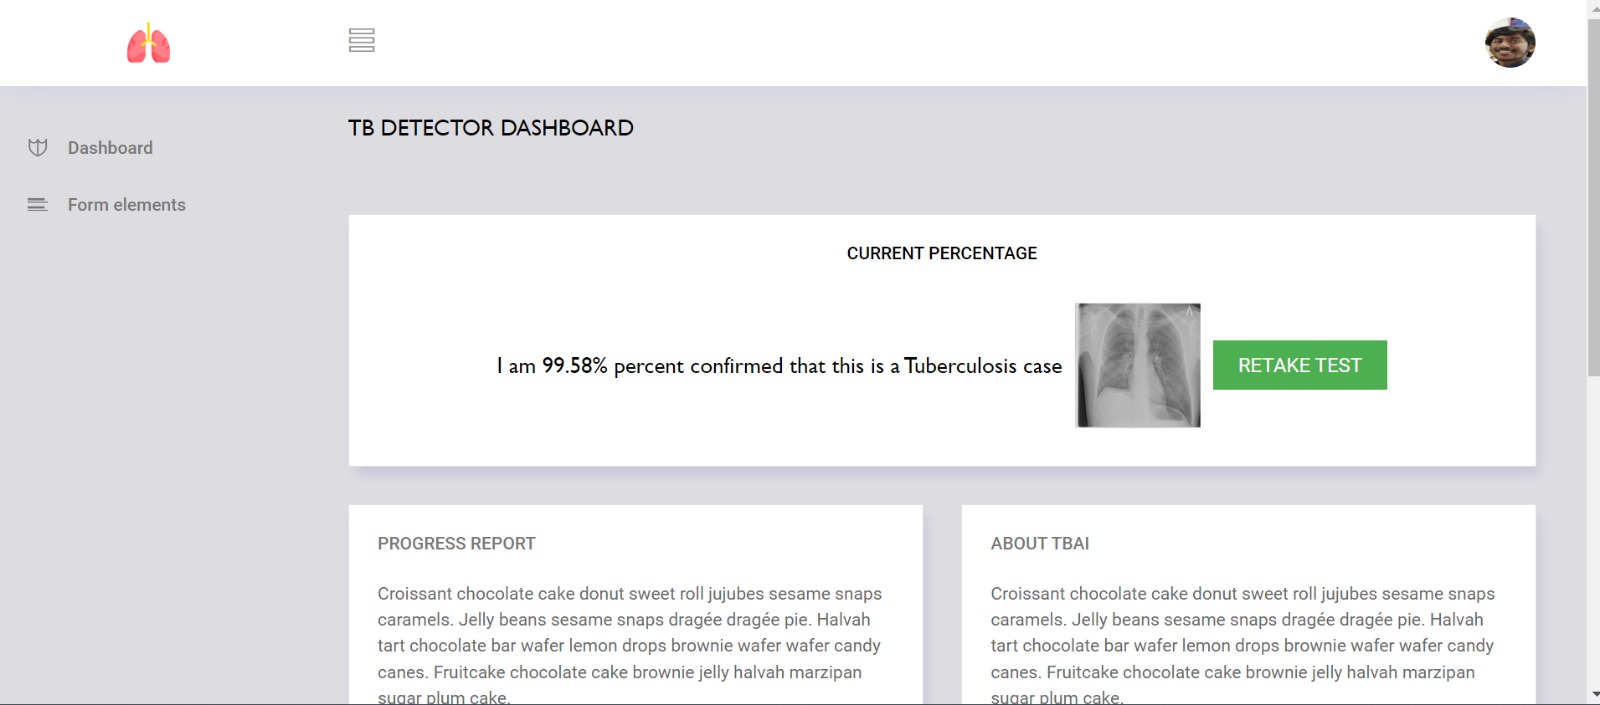 TB DETECTOR DASHBOARD
Dashboard
Form elements
CURRENT PERCENTAGE
I am 99.58% percent confirmed that this is a Tuberculosis case
RETAKE TEST
PROGRESS REPORT
Croissant chocolate cake donut sweet roll jujubes sesame snaps
caramels. Jelly beans sesame snaps dragée dragée pie. Halvah
tart chocolate bar wafer lemon drops brownie wafer wafer candy
canes. Fruitcake chocolate cake brownie jelly halvah marzipan
sugar plum cake.
ABOUT TBAI
Croissant chocolate cake donut sweet roll jujubes sesame snaps
caramels. Jelly beans sesame snaps dragée dragée pie. Halvah
tart chocolate bar wafer lemon drops brownie wafer wafer candy
canes. Fruitcake chocolate cake brownie jelly halvah marzipan
sugar plum cake.